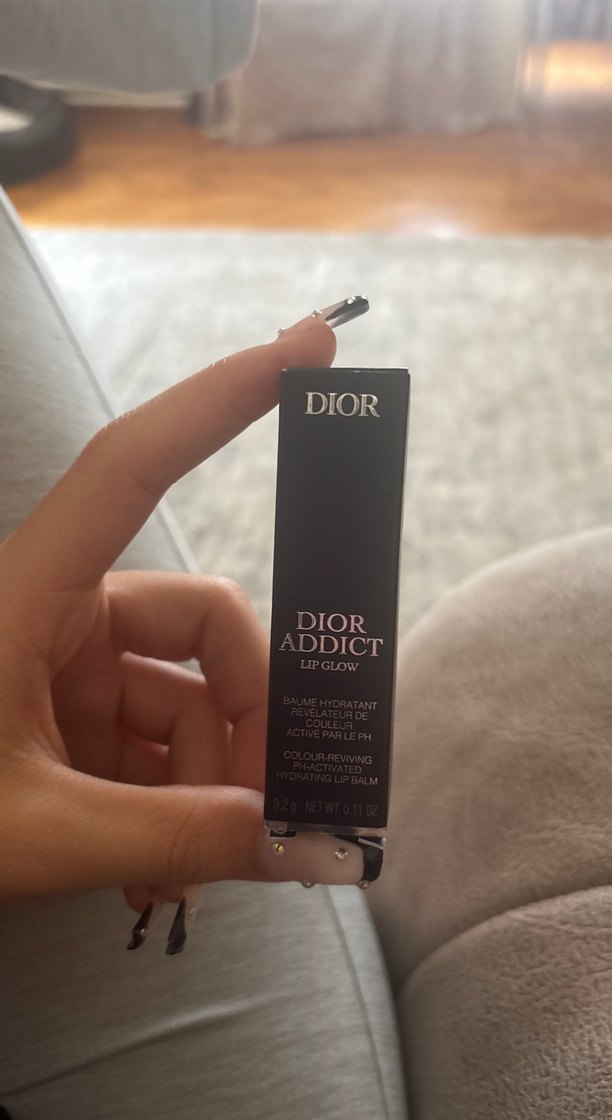 DIOR
DIOR
ADDICT
LIP GLOW
BAUME HYDRATANT
RÉVÉLATEUR DE
COULEUR
ACTIVÉ PAR LE PH
COLOUR-REVIVING
PH-ACTIVATED
HYDRATING LIP BALM
3,2 g - NET WT. 0.11 OZ